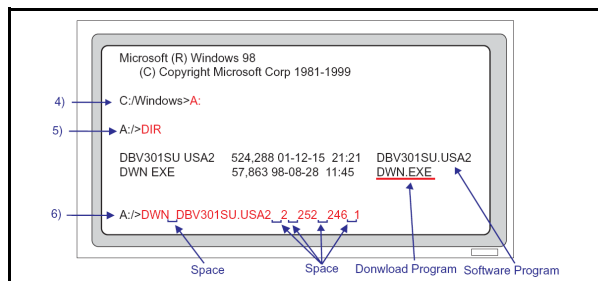 Microsoft (R) Windows 98
(C) Copyright Microsoft Corp 1981-1999
4) C:/Windows>A:
5) A:/>DIR
DBV301SU USA2 524,288 01-12-15 21:21 DBV301SU.USA2
DWN EXE 57,863 98-08-28 11:45 DWN.EXE
6) A:/>DWN DBV301SU.USA2 2 252 246 1
Space Space Donwload Program Software Program